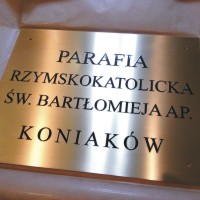 PARAFIA
RZYMSKOKATOLICKA
ŚW. BARTŁOMIEJA AP.
KONIAKÓW